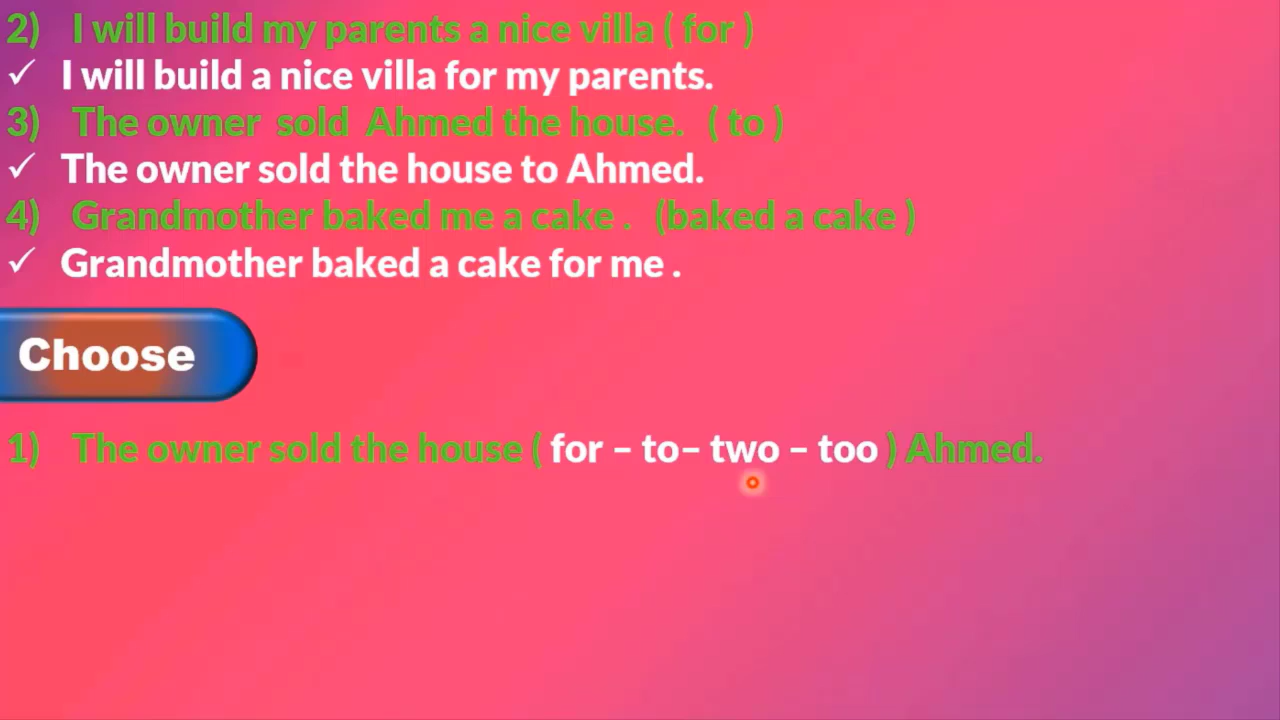 2) I will build my parents a nice villa ( for )
✓ I will build a nice villa for my parents.
3) The owner sold Ahmed the house. ( to )
✓ The owner sold the house to Ahmed.
4) Grandmother baked me a cake . (baked a cake )
✓ Grandmother baked a cake for me .
Choose
1) The owner sold the house ( for – to– two – too ) Ahmed.